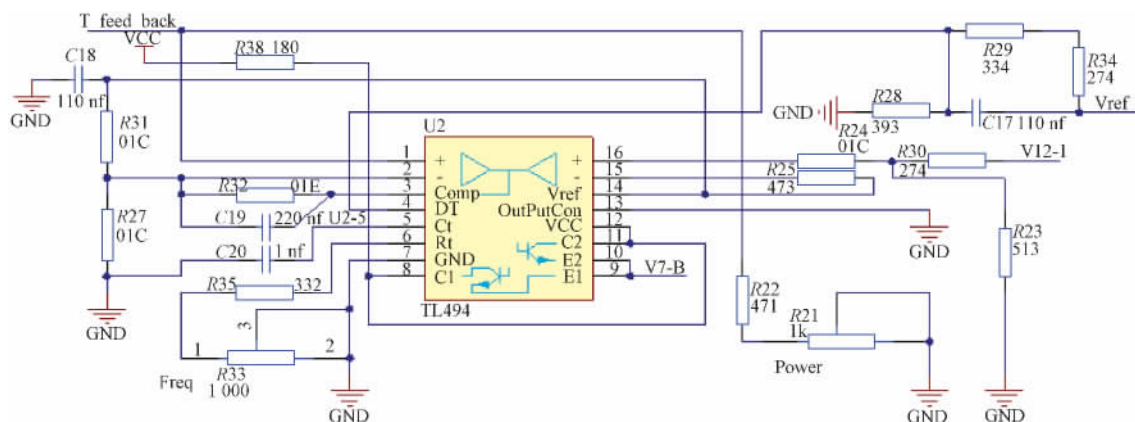 T feed back
VCC
R38 180
C18
110 nf
GND
R31
01C
R29
334
R34
274
GND
R28
393
C17 110 nf
Vref
U2
R24
01C
R30
274
V12-1
R25
473
1 + + 16
2 - - 15
3 Comp Vref 14
4 DT OutPutCon 13
5 Ct VCC 12
6 Rt C2 11
7 GND E2 10
8 C1 E1 9
TL494
R32 01E
C19 220 nf U2-5
R27
01C
C20 1 nf
R35 332
GND
GND
V7-B
R23
513
R22
471
R21
1k
Power
3
1 2
Freq R33
1 000
GND
GND
GND